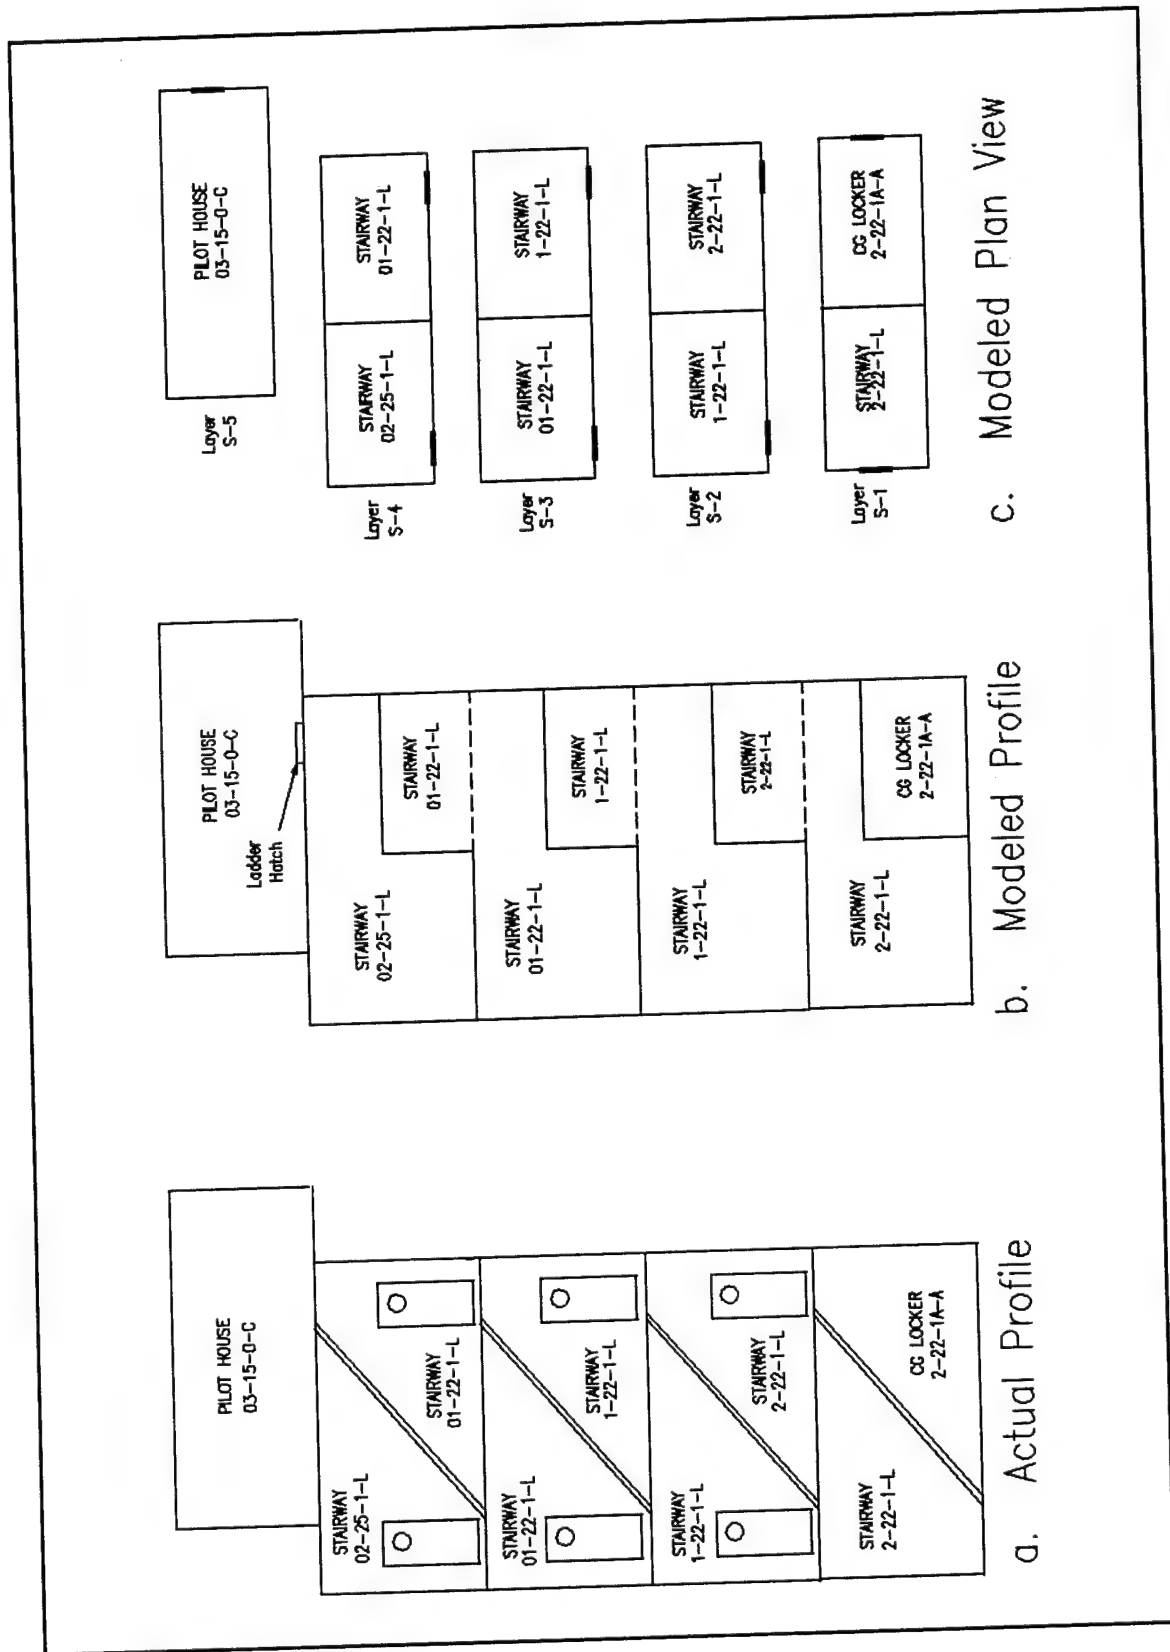 PILOT HOUSE
03-15-0-C
STAIRWAY
02-25-1-L
STAIRWAY
01-22-1-L
STAIRWAY
01-22-1-L
STAIRWAY
1-22-1-L
STAIRWAY
1-22-1-L
STAIRWAY
2-22-1-L
STAIRWAY
2-22-1-L
CG LOCKER
2-22-1A-A
a. Actual Profile
PILOT HOUSE
03-15-0-C
Ladder
Hatch
STAIRWAY
02-25-1-L
STAIRWAY
01-22-1-L
STAIRWAY
01-22-1-L
STAIRWAY
1-22-1-L
STAIRWAY
1-22-1-L
STAIRWAY
2-22-1-L
STAIRWAY
2-22-1-L
CG LOCKER
2-22-1A-A
b. Modeled Profile
PILOT HOUSE
03-15-0-C
Layer
S-5
STAIRWAY
02-25-1-L
STAIRWAY
01-22-1-L
Layer
S-4
STAIRWAY
01-22-1-L
STAIRWAY
1-22-1-L
Layer
S-3
STAIRWAY
1-22-1-L
STAIRWAY
2-22-1-L
Layer
S-2
STAIRWAY
2-22-1-L
CG LOCKER
2-22-1A-A
Layer
S-1
c. Modeled Plan View